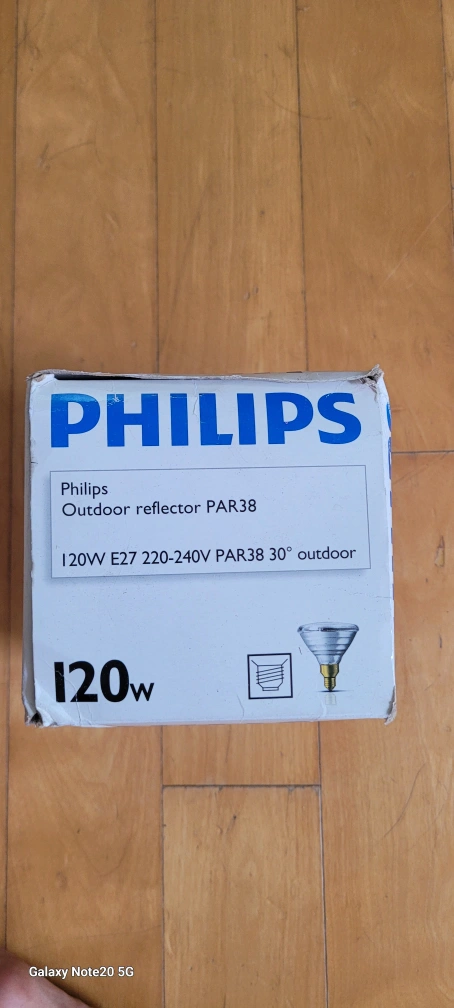 PHILIPS
Philips
Outdoor reflector PAR38
120W E27 220-240V PAR38 30° outdoor
120w
Galaxy Note20 5G